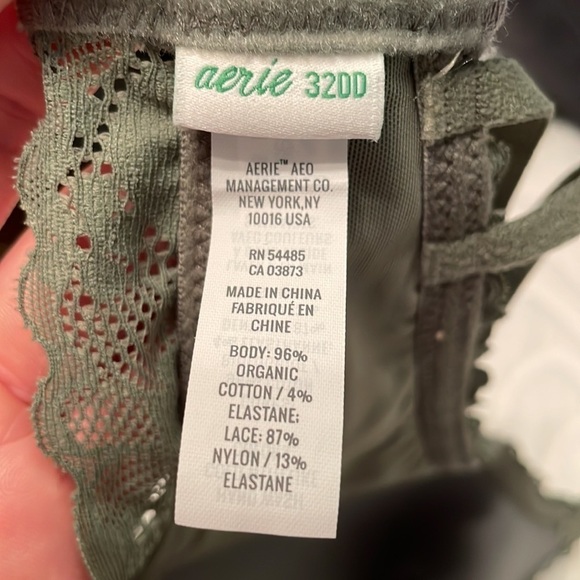 aerie 32DD
AERIE™ AEO
MANAGEMENT CO.
NEW YORK,NY
10016 USA
RN 54485
CA 03873
MADE IN CHINA
FABRIQUÉ EN
CHINE
BODY: 96%
ORGANIC
COTTON / 4%
ELASTANE;
LACE: 87%
NYLON / 13%
ELASTANE